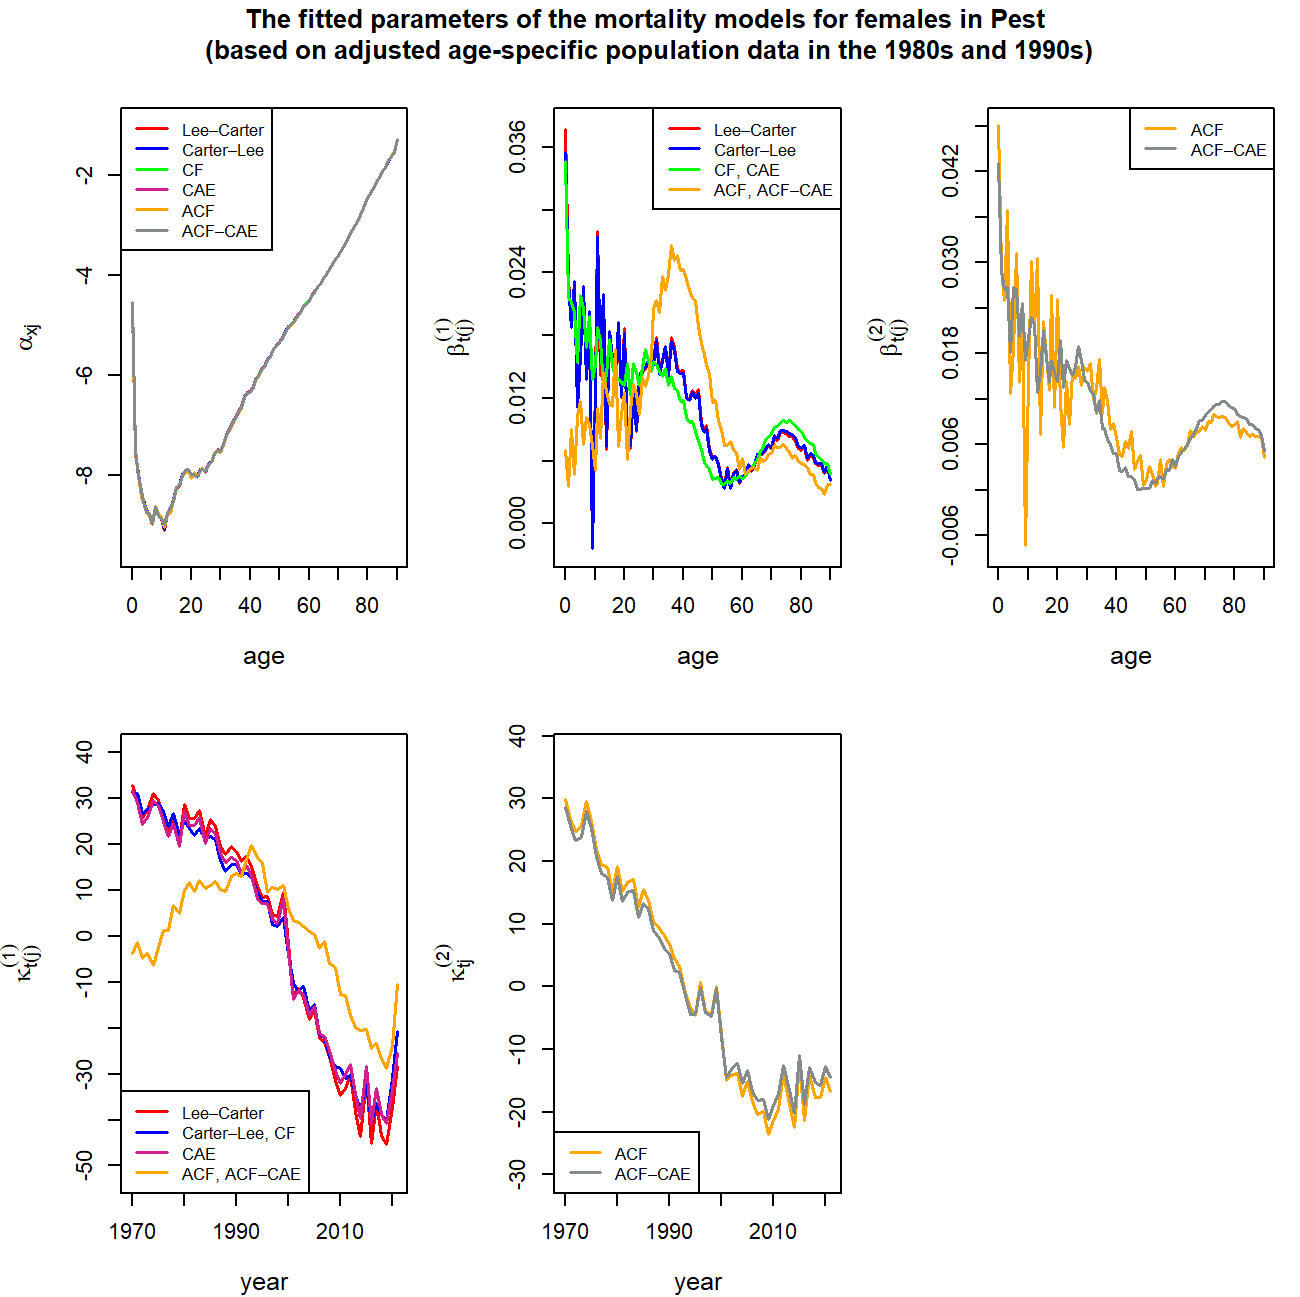 The fitted parameters of the mortality models for females in Pest
(based on adjusted age-specific population data in the 1980s and 1990s)
αxj
-2
-4
-6
-8
Lee–Carter
Carter–Lee
CF
CAE
ACF
ACF–CAE
0 20 40 60 80
age
β(1)t(j)
0.036
0.024
0.012
0.000
Lee–Carter
Carter–Lee
CF, CAE
ACF, ACF–CAE
0 20 40 60 80
age
β(2)t(j)
0.042
0.030
0.018
0.006
-0.006
ACF
ACF–CAE
0 20 40 60 80
age
κ(1)t(j)
40
30
20
10
0
-10
-30
-50
Lee–Carter
Carter–Lee, CF
CAE
ACF, ACF–CAE
1970 1990 2010
year
κ(2)tj
40
30
20
10
0
-10
-20
-30
ACF
ACF–CAE
1970 1990 2010
year